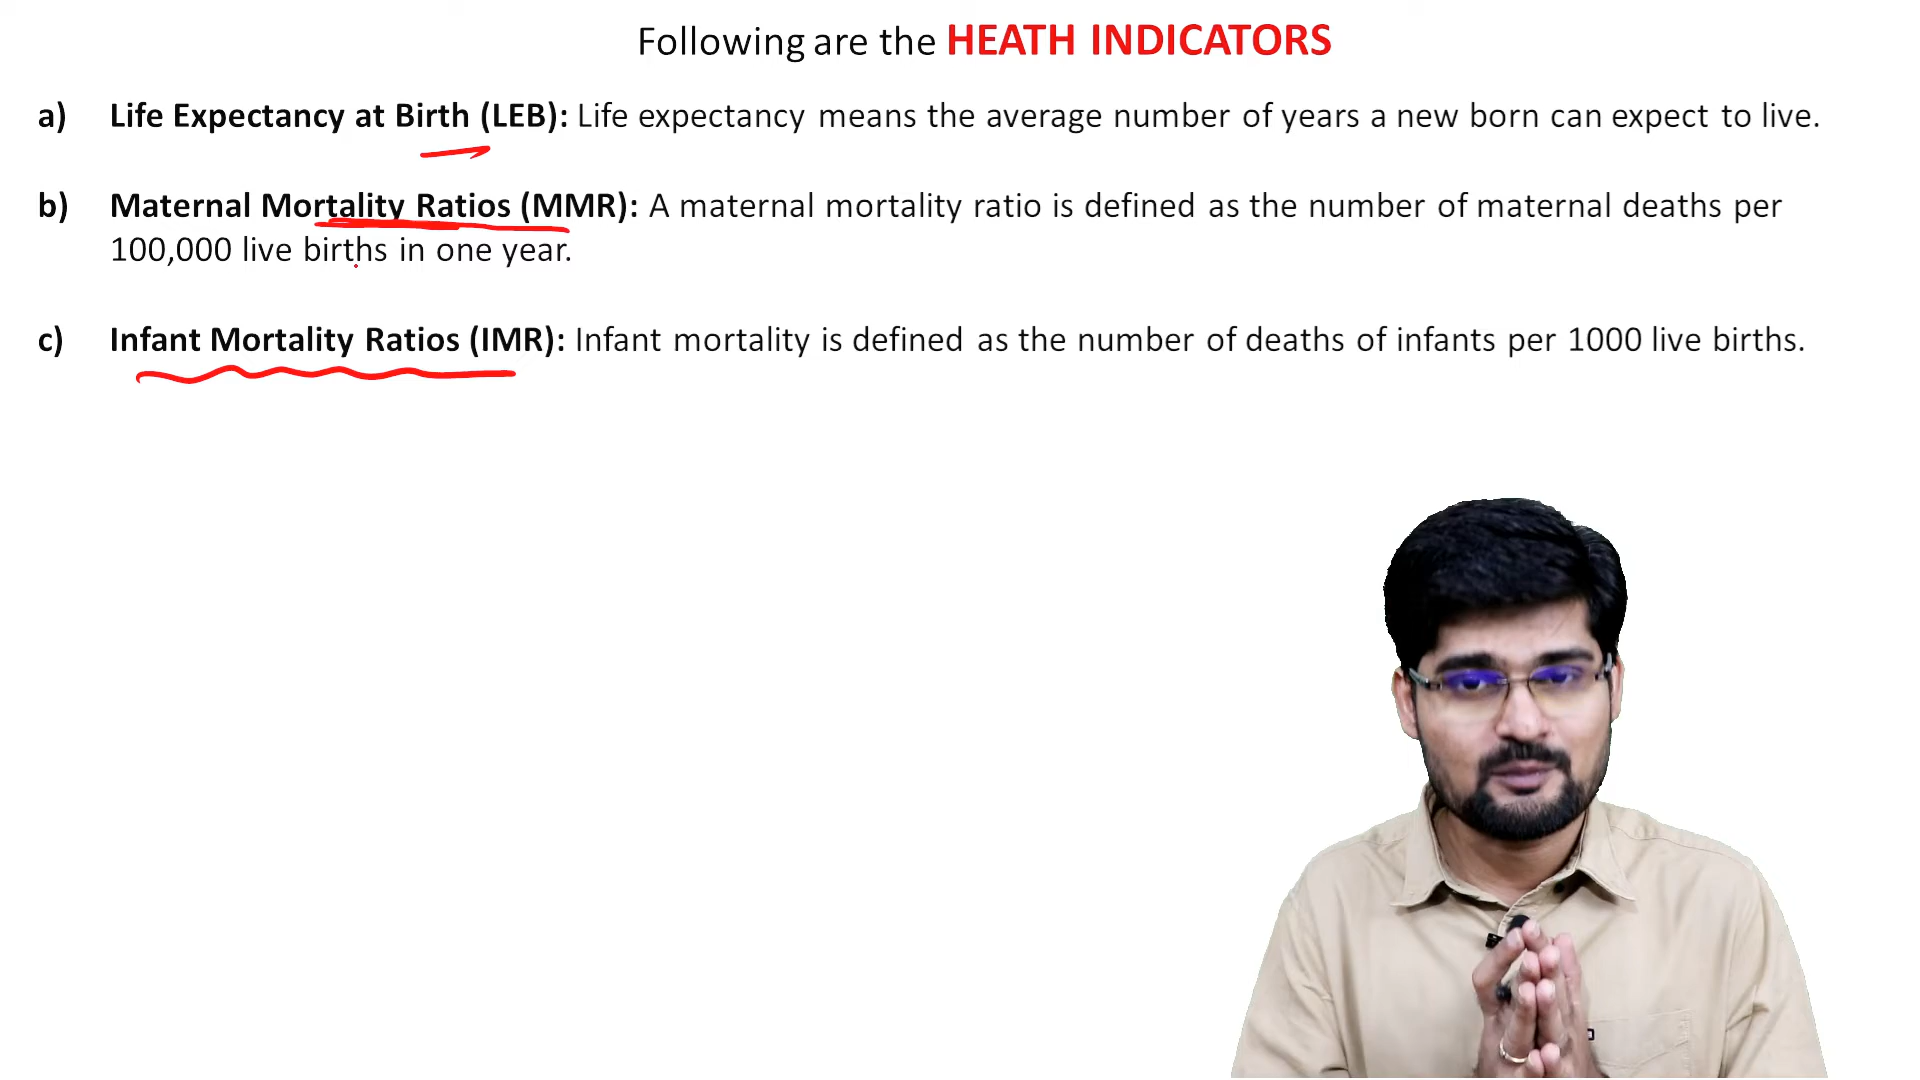 Following are the HEATH INDICATORS
a) Life Expectancy at Birth (LEB): Life expectancy means the average number of years a new born can expect to live.
b) Maternal Mortality Ratios (MMR): A maternal mortality ratio is defined as the number of maternal deaths per
100,000 live births in one year.
c) Infant Mortality Ratios (IMR): Infant mortality is defined as the number of deaths of infants per 1000 live births.